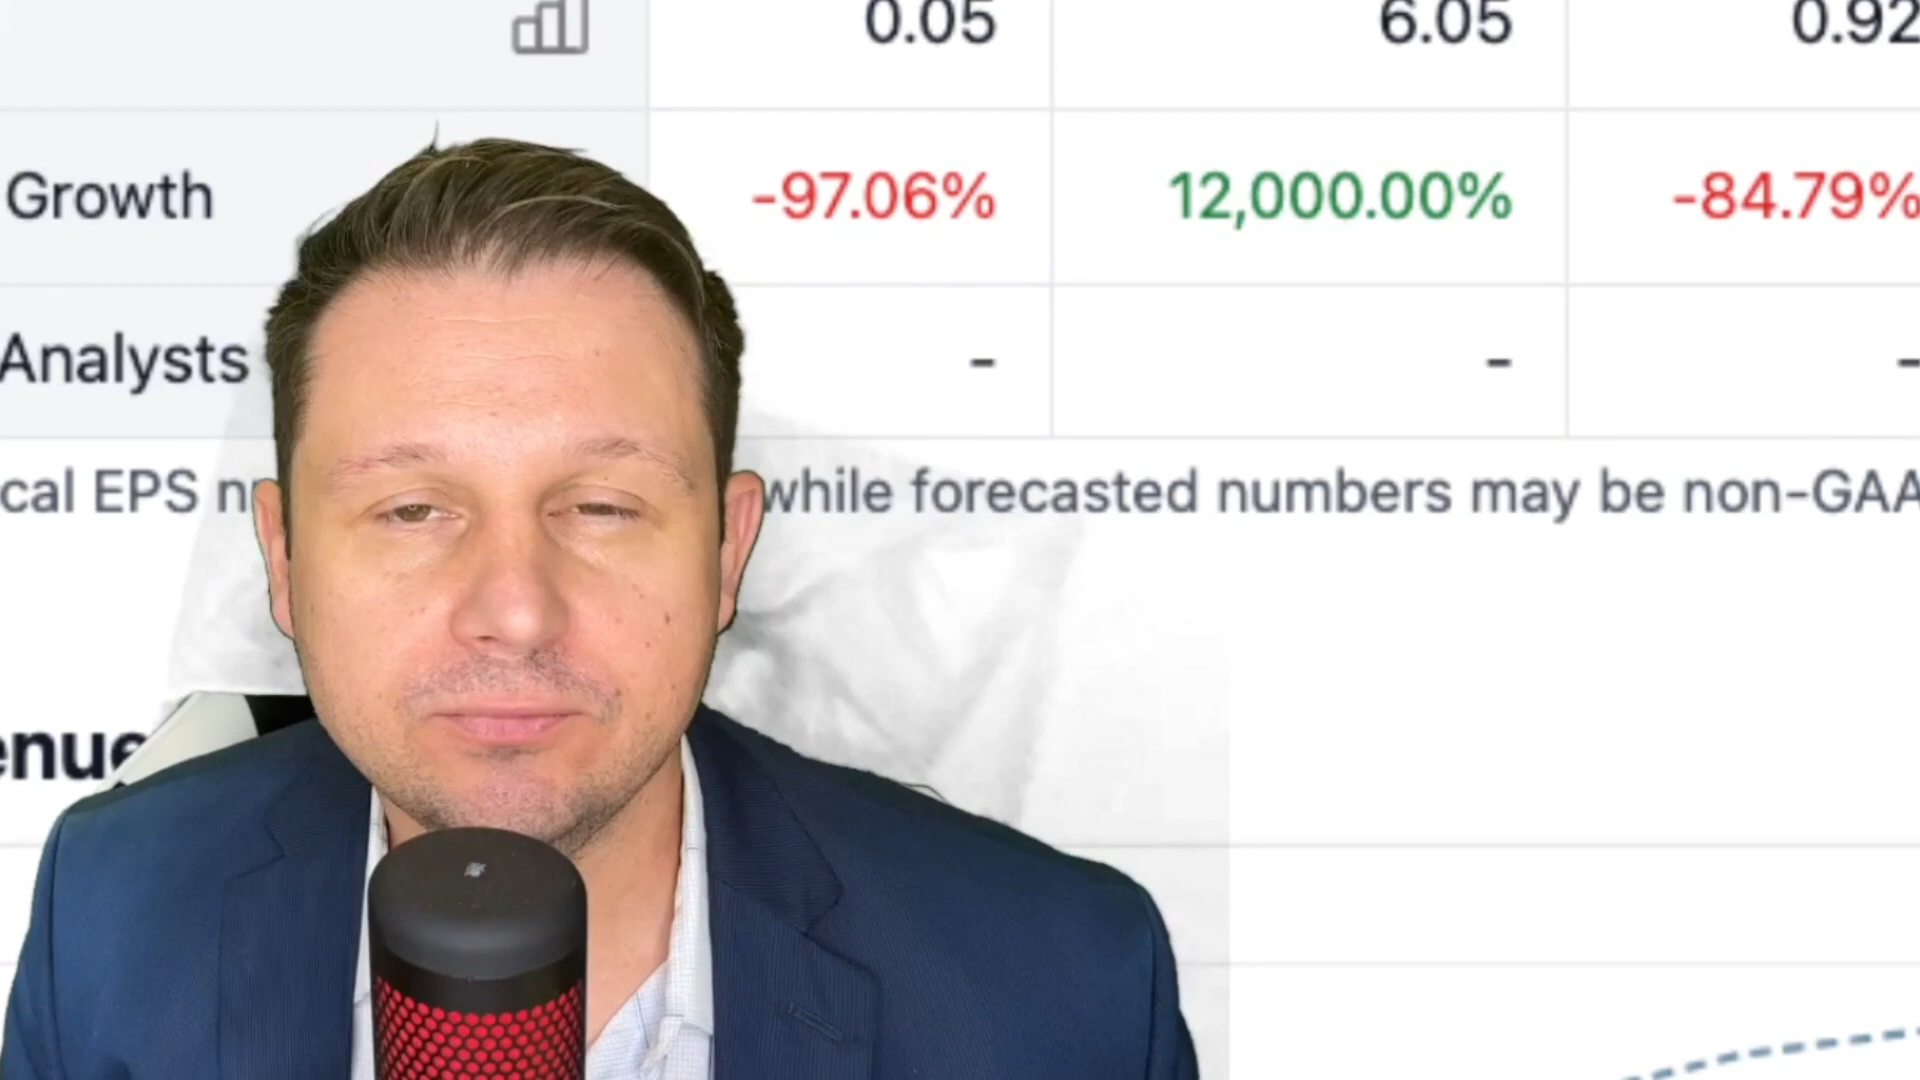 0.05 6.05 0.92
Growth -97.06% 12,000.00% -84.79%
Analysts - - -
cal EPS while forecasted numbers may be non-GAA
enue